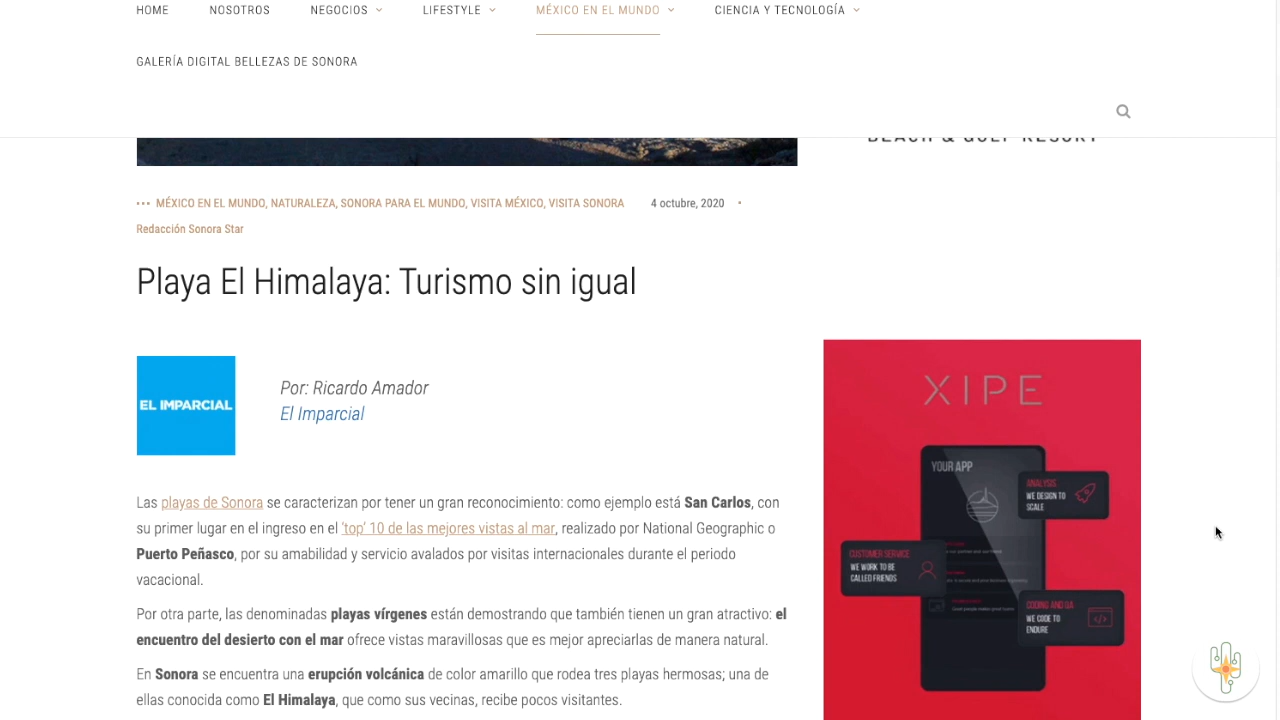 HOME NOSOTROS NEGOCIOS LIFESTYLE MÉXICO EN EL MUNDO CIENCIA Y TECNOLOGÍA
GALERÍA DIGITAL BELLEZAS DE SONORA
BEACH & GOLF RESORT
MÉXICO EN EL MUNDO, NATURALEZA, SONORA PARA EL MUNDO, VISITA MÉXICO, VISITA SONORA 4 octubre, 2020
Redacción Sonora Star
Playa El Himalaya: Turismo sin igual
EL IMPARCIAL
Por: Ricardo Amador
El Imparcial
Las playas de Sonora se caracterizan por tener un gran reconocimiento: como ejemplo está San Carlos, con
su primer lugar en el ingreso en el 'top' 10 de las mejores vistas al mar, realizado por National Geographic o
Puerto Peñasco, por su amabilidad y servicio avalados por visitas internacionales durante el periodo
vacacional.
Por otra parte, las denominadas playas vírgenes están demostrando que también tienen un gran atractivo: el
encuentro del desierto con el mar ofrece vistas maravillosas que es mejor apreciarlas de manera natural.
En Sonora se encuentra una erupción volcánica de color amarillo que rodea tres playas hermosas; una de
ellas conocida como El Himalaya, que como sus vecinas, recibe pocos visitantes.
XIPE
YOUR APP
ANALYSIS
WE DESIGN TO
SCALE
CUSTOMER SERVICE
WE WORK TO BE
CALLED FRIENDS
CODING AND QA
WE CODE TO
ENDURE